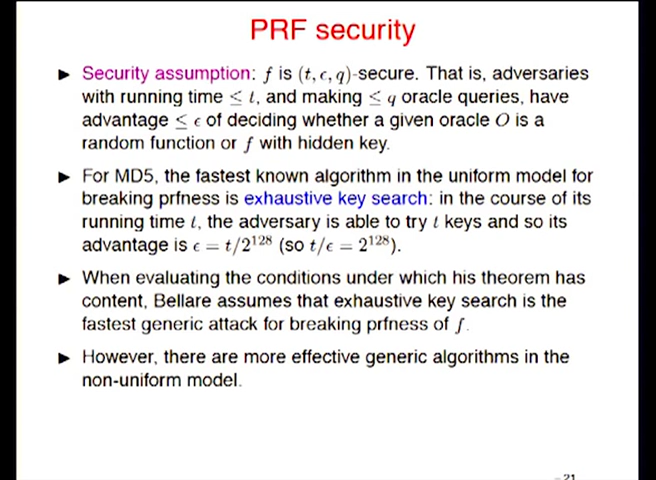 PRF security
► Security assumption: f is (t, ϵ, q)-secure. That is, adversaries
with running time ≤ t, and making ≤ q oracle queries, have
advantage ≤ ϵ of deciding whether a given oracle O is a
random function or f with hidden key.
► For MD5, the fastest known algorithm in the uniform model for
breaking prfness is exhaustive key search: in the course of its
running time t, the adversary is able to try t keys and so its
advantage is ϵ = t/2¹²⁸ (so t/ϵ = 2¹²⁸).
► When evaluating the conditions under which his theorem has
content, Bellare assumes that exhaustive key search is the
fastest generic attack for breaking prfness of f.
► However, there are more effective generic algorithms in the
non-uniform model.
– 21